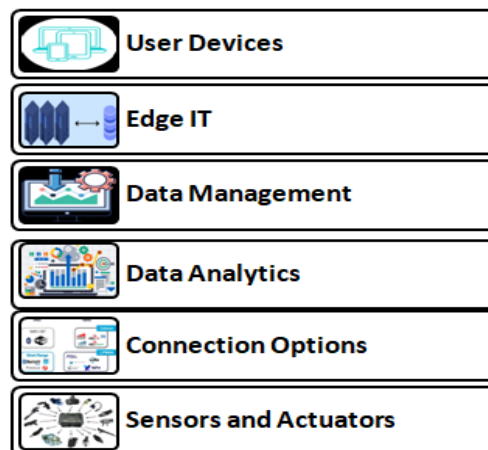 User Devices
Edge IT
Data Management
Data Analytics
Connection Options
Sensors and Actuators